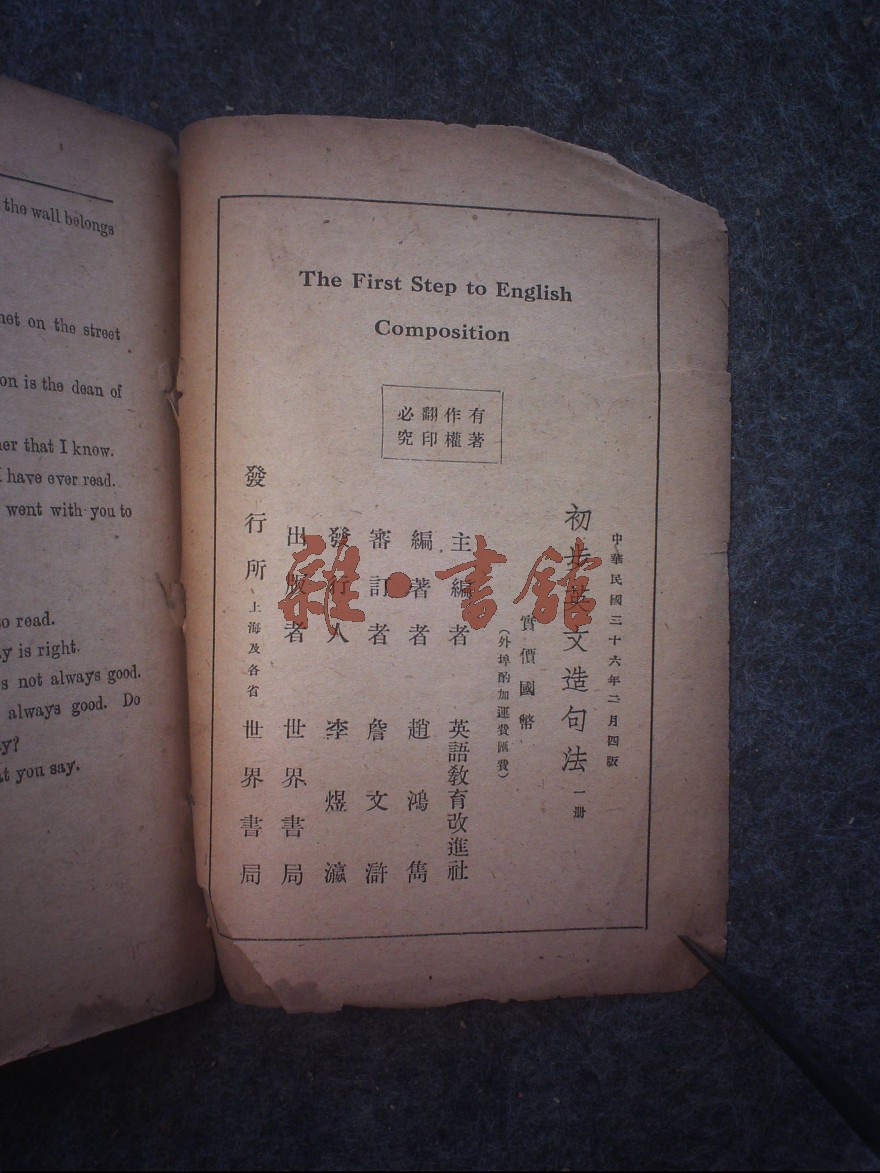 the wall belongs
on the street
on is the dean of
that I know.
have ever read.
went with you to
to read.
is right.
not always good.
always good. Do
you say.
The First Step to English
Composition
有著
作權
翻印
必究
中華民國三十六年二月四版
初步英文造句法 一册
實價國幣
(外埠酌加運費匯費)
主編者 英語教育改進社
編著者 趙鴻雋
審訂者 詹文滸
發行人 李煜瀛
出版者 世界書局
發行所 上海及各省 世界書局
雜·書館